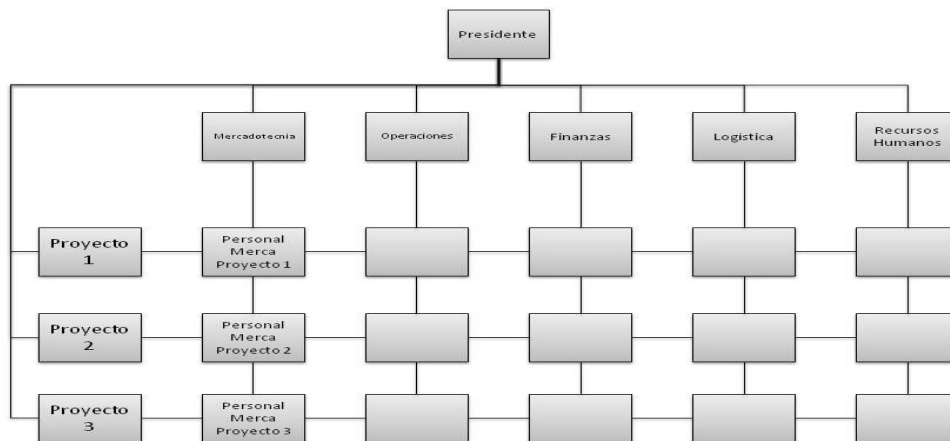 Presidente
Mercadotecnia
Operaciones
Finanzas
Logística
Recursos
Humanos
Proyecto
1
Personal
Merca
Proyecto 1
Proyecto
2
Personal
Merca
Proyecto 2
Proyecto
3
Personal
Merca
Proyecto 3